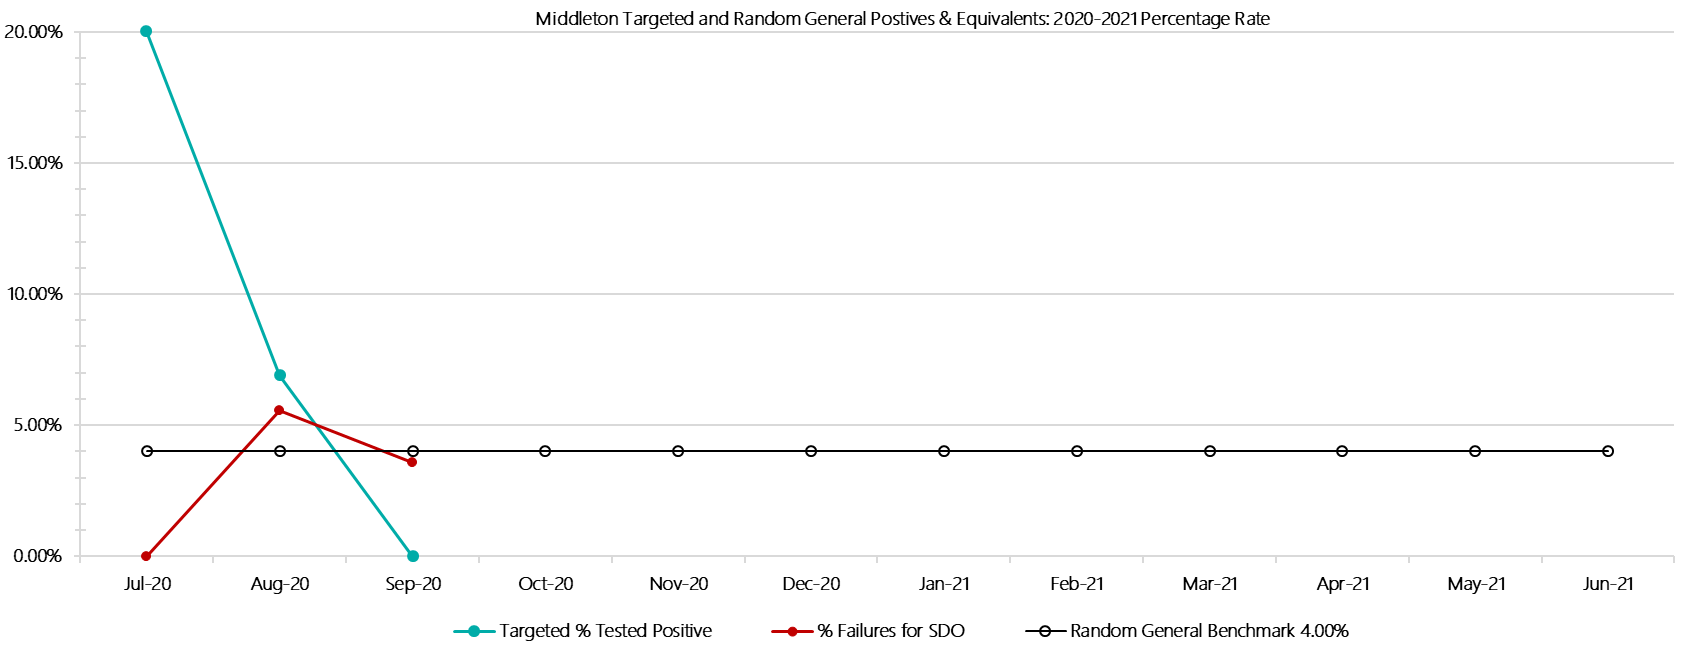 Middleton Targeted and Random General Postives & Equivalents: 2020-2021 Percentage Rate
20.00%
15.00%
10.00%
5.00%
0.00%
Jul-20 Aug-20 Sep-20 Oct-20 Nov-20 Dec-20 Jan-21 Feb-21 Mar-21 Apr-21 May-21 Jun-21
Targeted % Tested Positive % Failures for SDO Random General Benchmark 4.00%